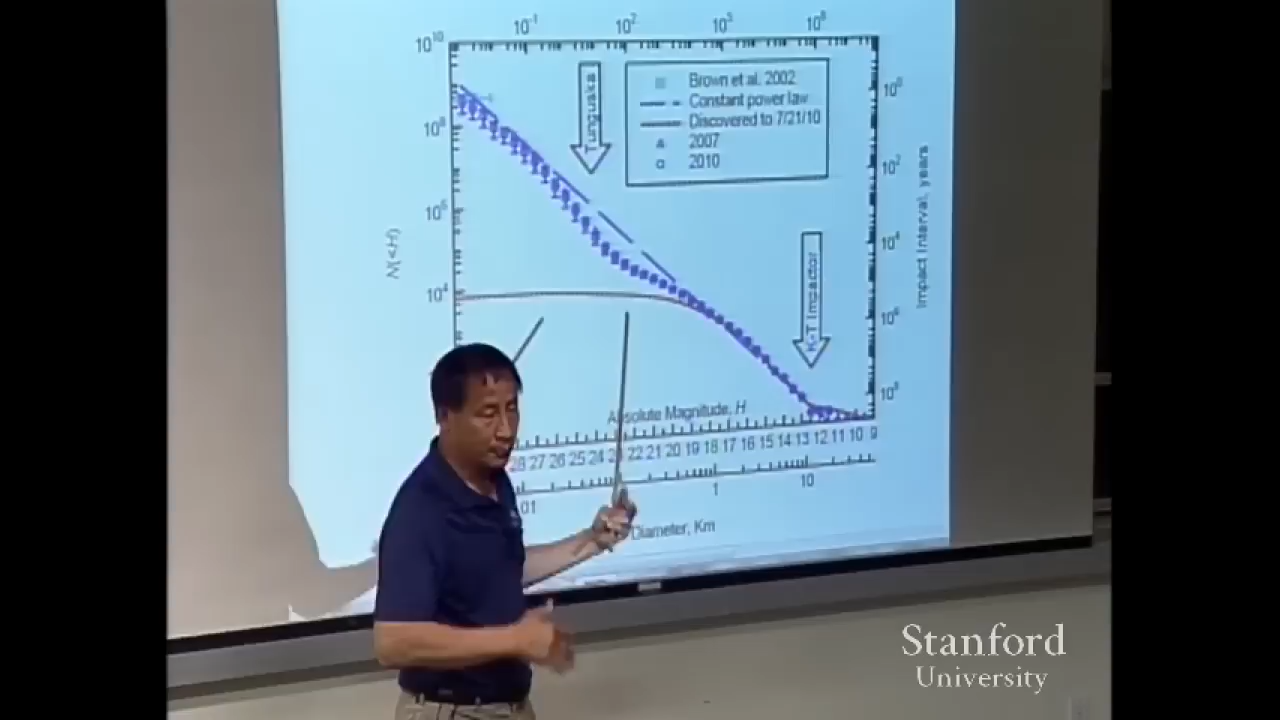 10⁻¹ 10² 10⁵ 10⁸
10¹⁰
Tunguska
Brown et al. 2002
Constant power law
Discovered to 7/21/10
2007
2010
10⁰
10⁸
10²
10⁶
N(<H)
10⁴
Impact Interval, years
K-T Impactor
10⁴
10⁶
10⁸
Absolute Magnitude, H
28 27 26 25 24 22 21 20 19 18 17 16 15 14 13 12 11 10 9
01 1 10
Diameter, Km
Stanford
University